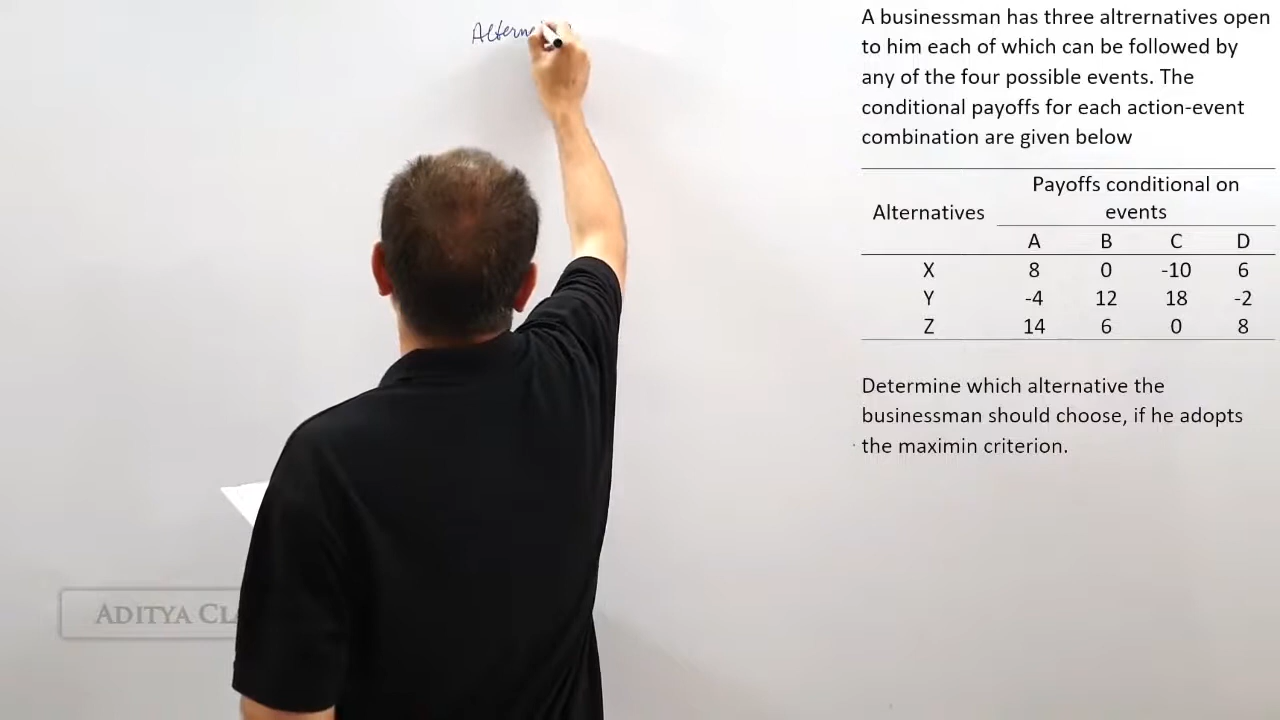 Altern
A businessman has three altrernatives open
to him each of which can be followed by
any of the four possible events. The
conditional payoffs for each action-event
combination are given below
Payoffs conditional on
events
Alternatives
A B C D
X 8 0 -10 6
Y -4 12 18 -2
Z 14 6 0 8
Determine which alternative the
businessman should choose, if he adopts
the maximin criterion.
ADITYA